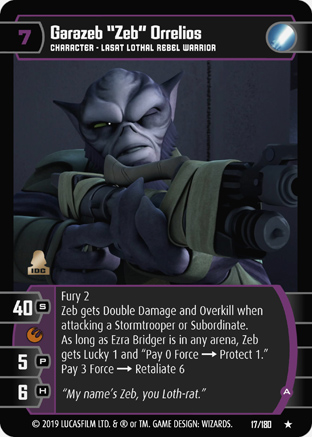 7
Garazeb "Zeb" Orrelios
CHARACTER - LASAT LOTHAL REBEL WARRIOR
IDC
40 S
5 P
6 H
Fury 2
Zeb gets Double Damage and Overkill when
attacking a Stormtrooper or Subordinate.
As long as Ezra Bridger is in any arena, Zeb
gets Lucky 1 and “Pay 0 Force → Protect 1.”
Pay 3 Force → Retaliate 6
“My name's Zeb, you Loth-rat.”
A
© 2019 LUCASFILM LTD. & ® or TM. GAME DESIGN: WIZARDS. 17/180 ★